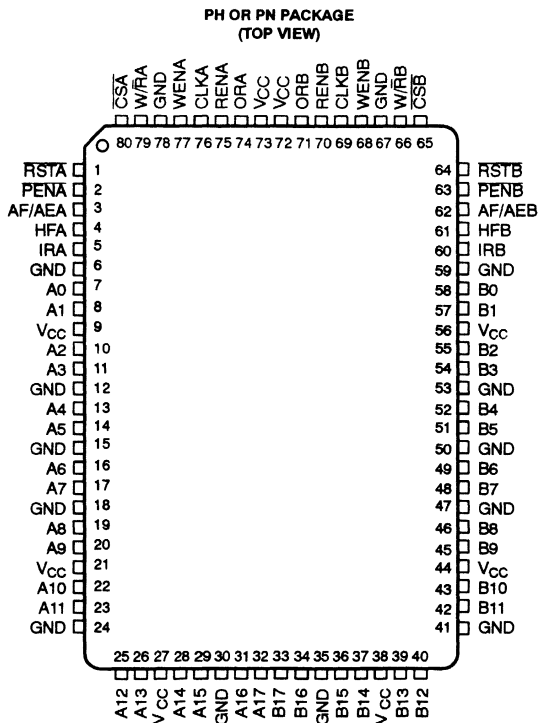 PH OR PN PACKAGE
(TOP VIEW)
CSA W/RA GND WENA CLKA RENA ORA VCC VCC ORB RENB CLKB WENB GND W/RB CSB
80 79 78 77 76 75 74 73 72 71 70 69 68 67 66 65
RSTA 1 64 RSTB
PENA 2 63 PENB
AF/AEA 3 62 AF/AEB
HFA 4 61 HFB
IRA 5 60 IRB
GND 6 59 GND
A0 7 58 B0
A1 8 57 B1
VCC 9 56 VCC
A2 10 55 B2
A3 11 54 B3
GND 12 53 GND
A4 13 52 B4
A5 14 51 B5
GND 15 50 GND
A6 16 49 B6
A7 17 48 B7
GND 18 47 GND
A8 19 46 B8
A9 20 45 B9
VCC 21 44 VCC
A10 22 43 B10
A11 23 42 B11
GND 24 41 GND
25 26 27 28 29 30 31 32 33 34 35 36 37 38 39 40
A12 A13 VCC A14 A15 GND A16 A17 B17 B16 GND B15 B14 VCC B13 B12